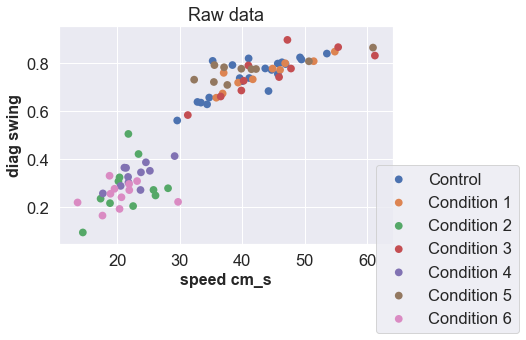 Raw data
diag swing
0.8
0.6
0.4
0.2
20 30 40 50 60
speed cm_s
Control
Condition 1
Condition 2
Condition 3
Condition 4
Condition 5
Condition 6